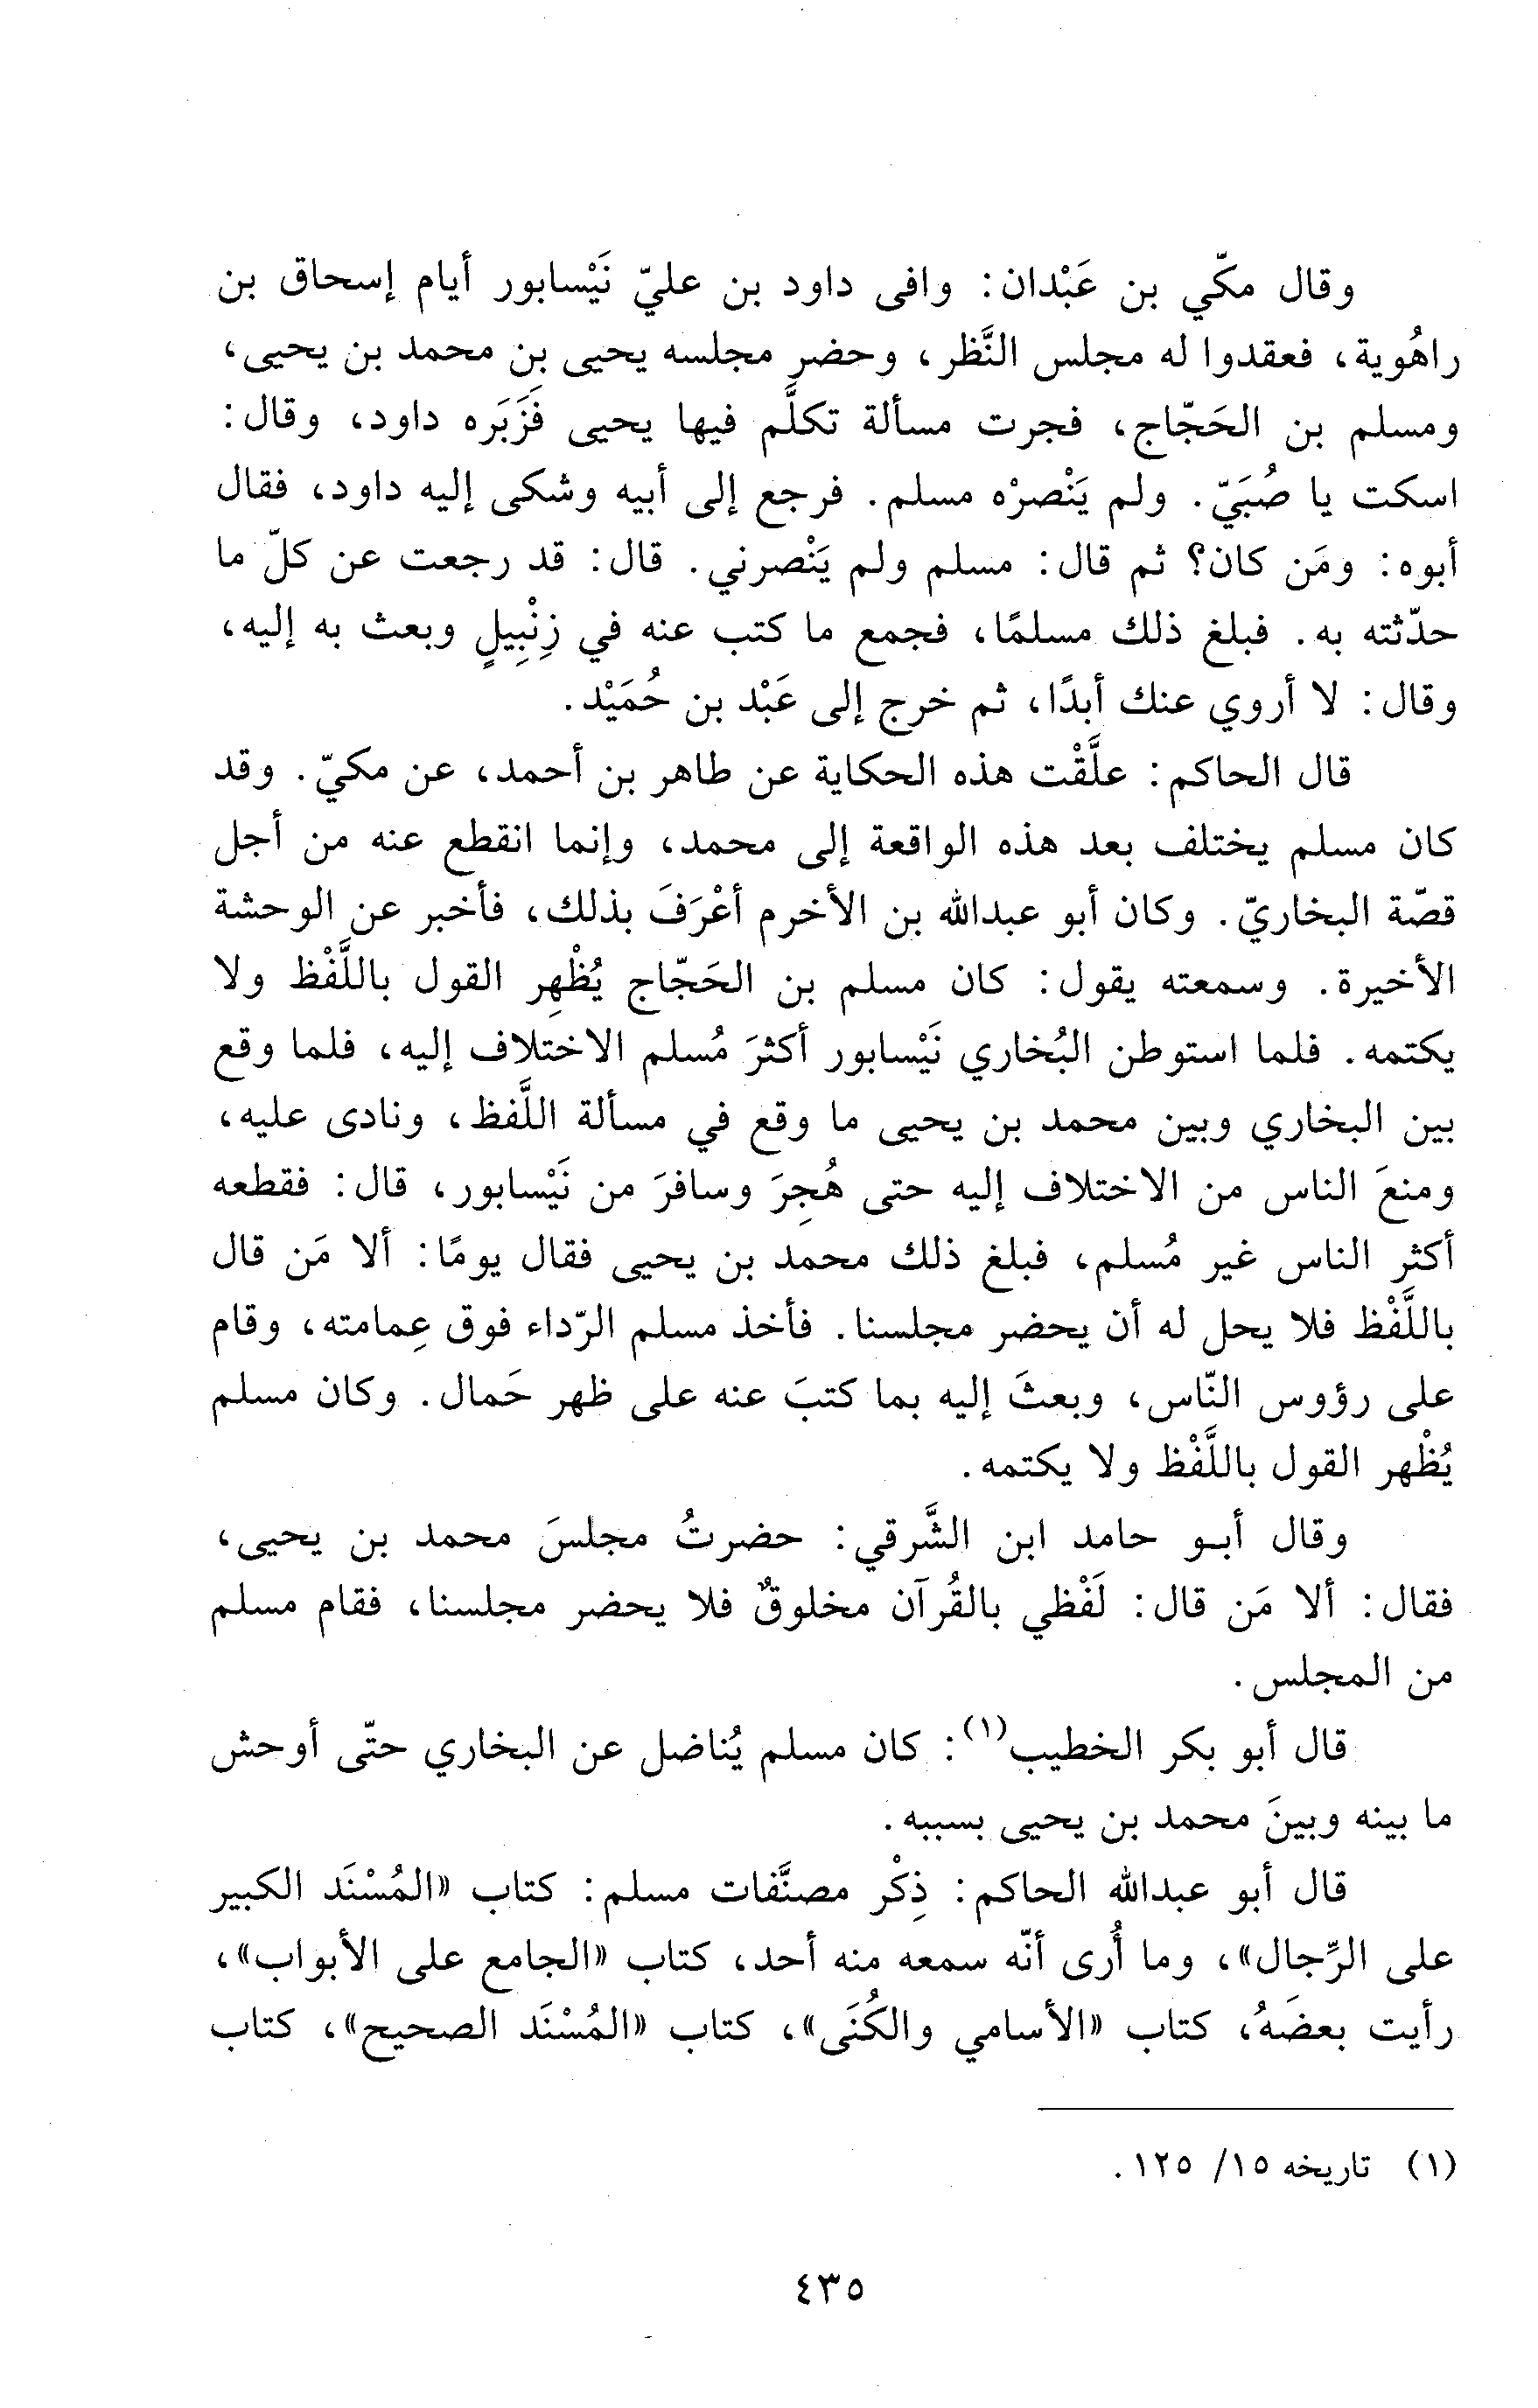 وقال مكّي بن عَبْدان: وافى داود بن عليّ نَيْسابور أيام إسحاق بن
راهُوية، فعقدوا له مجلس النَّظر، وحضر مجلسه يحيى بن محمد بن يحيى،
ومسلم بن الحَجّاج، فجرت مسألة تكلَّم فيها يحيى فَزَبَره داود، وقال:
اسكت يا صُبَيّ. ولم يَنْصرْه مسلم. فرجع إلى أبيه وشكى إليه داود، فقال
أبوه: ومَن كان؟ ثم قال: مسلم ولم يَنْصرني. قال: قد رجعت عن كلّ ما
حدّثته به. فبلغ ذلك مسلمًا، فجمع ما كتب عنه في زِنْبِيلٍ وبعث به إليه،
وقال: لا أروي عنك أبدًا، ثم خرج إلى عَبْد بن حُمَيْد.
قال الحاكم: علَّقْت هذه الحكاية عن طاهر بن أحمد، عن مكيّ. وقد
كان مسلم يختلف بعد هذه الواقعة إلى محمد، وإنما انقطع عنه من أجل
قصّة البخاريّ. وكان أبو عبدالله بن الأخرم أعْرَفَ بذلك، فأخبر عن الوحشة
الأخيرة. وسمعته يقول: كان مسلم بن الحَجّاج يُظْهِر القول باللَّفْظ ولا
يكتمه. فلما استوطن البُخاري نَيْسابور أكثرَ مُسلم الاختلاف إليه، فلما وقع
بين البخاري وبين محمد بن يحيى ما وقع في مسألة اللَّفظ، ونادى عليه،
ومنعَ الناس من الاختلاف إليه حتى هُجِرَ وسافرَ من نَيْسابور، قال: فقطعه
أكثر الناس غير مُسلم، فبلغ ذلك محمد بن يحيى فقال يومًا: ألا مَن قال
باللَّفْظ فلا يحل له أن يحضر مجلسنا. فأخذ مسلم الرّداء فوق عِمامته، وقام
على رؤوس النّاس، وبعثَ إليه بما كتبَ عنه على ظهر حَمال. وكان مسلم
يُظْهر القول باللَّفْظ ولا يكتمه.
وقال أبو حامد ابن الشَّرقي: حضرتُ مجلسَ محمد بن يحيى،
فقال: ألا مَن قال: لَفْظي بالقُرآن مخلوقٌ فلا يحضر مجلسنا، فقام مسلم
من المجلس.
قال أبو بكر الخطيب(١): كان مسلم يُناضل عن البخاري حتّى أوحش
ما بينه وبينَ محمد بن يحيى بسببه.
قال أبو عبدالله الحاكم: ذِكْر مصنَّفات مسلم: كتاب «المُسْنَد الكبير
على الرِّجال»، وما أُرى أنّه سمعه منه أحد، كتاب «الجامع على الأبواب»،
رأيت بعضَهُ، كتاب «الأسامي والكُنَى»، كتاب «المُسْنَد الصحيح»، كتاب
(١) تاريخه ١٥/ ١٢٥.
٤٣٥